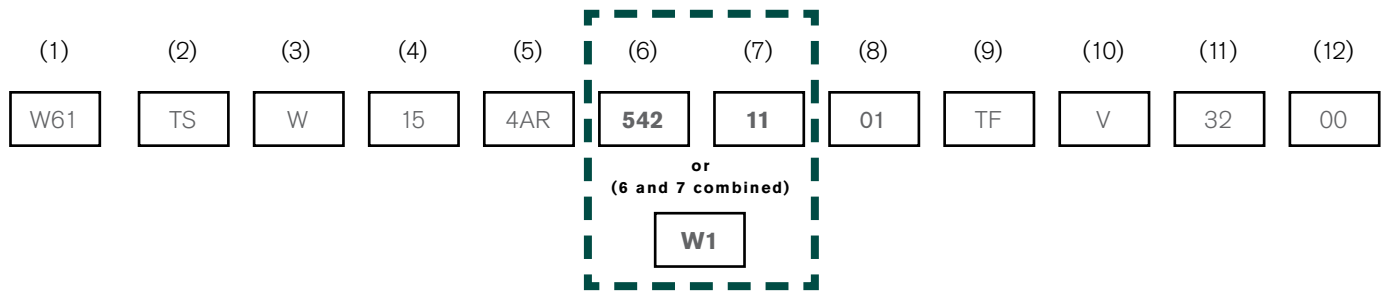 (1) (2) (3) (4) (5) (6) (7) (8) (9) (10) (11) (12)
W61 TS W 15 4AR 542 11 01 TF V 32 00
or
(6 and 7 combined)
W1